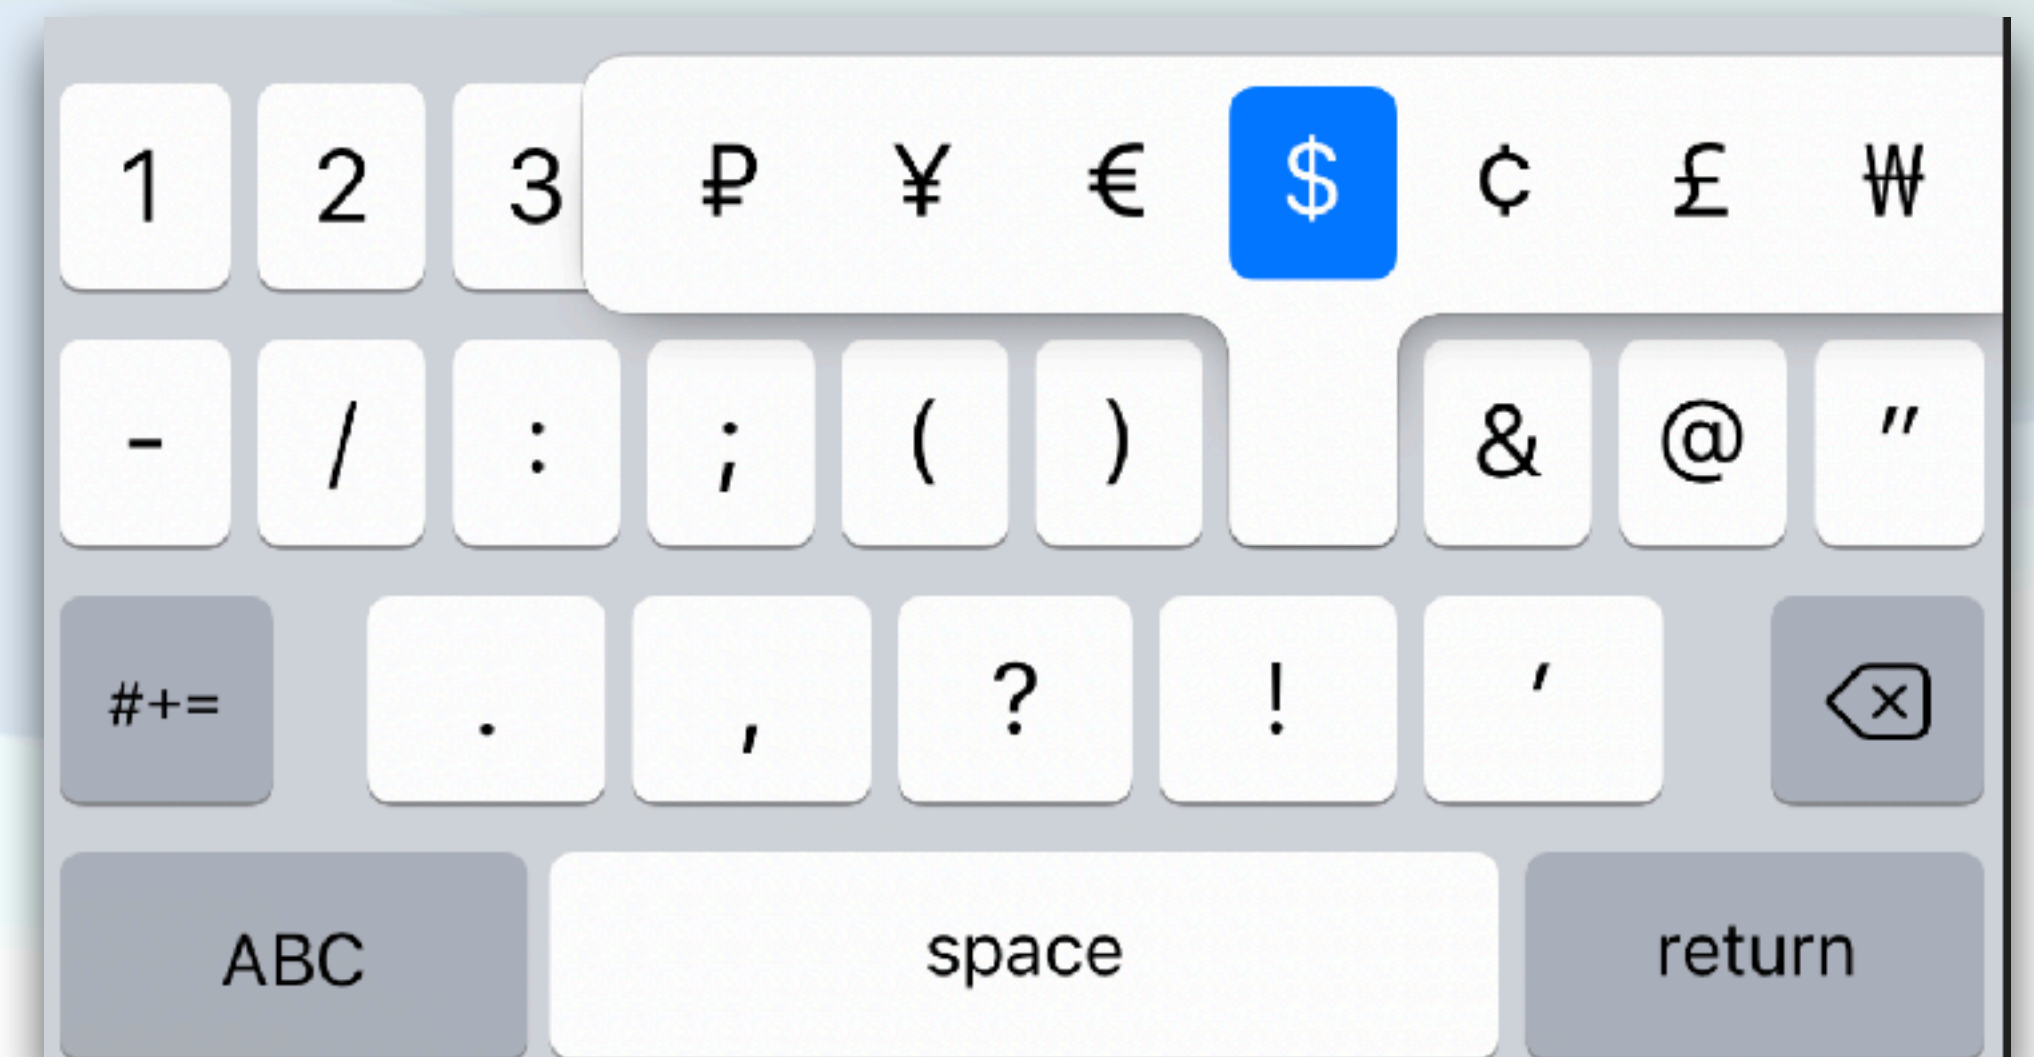 1 2 3 ₽ ¥ € $ ¢ £ ₩
- / : ; ( ) & @ "
#+= . , ? ! '
ABC space return